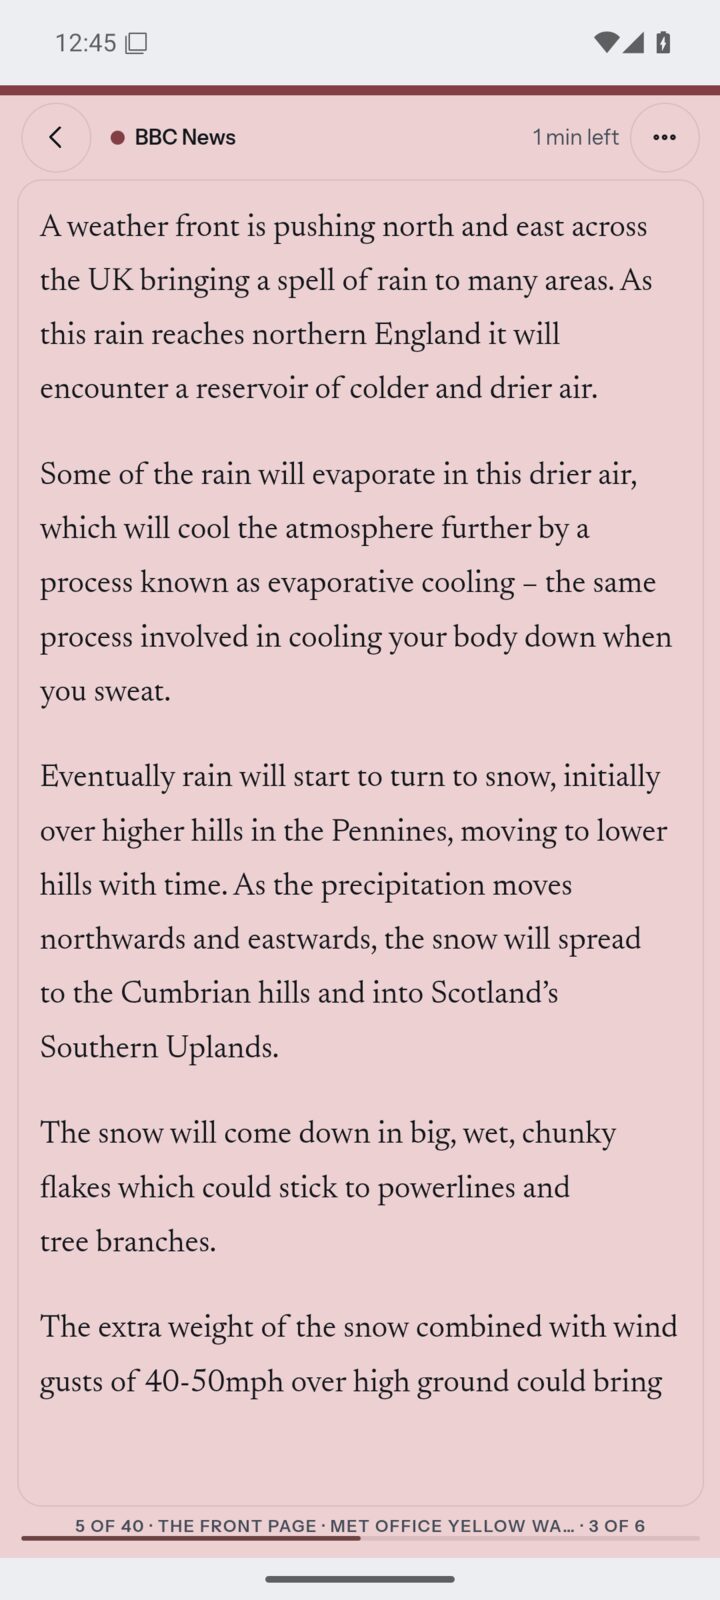 12:45
BBC News
1 min left
A weather front is pushing north and east across
the UK bringing a spell of rain to many areas. As
this rain reaches northern England it will
encounter a reservoir of colder and drier air.
Some of the rain will evaporate in this drier air,
which will cool the atmosphere further by a
process known as evaporative cooling – the same
process involved in cooling your body down when
you sweat.
Eventually rain will start to turn to snow, initially
over higher hills in the Pennines, moving to lower
hills with time. As the precipitation moves
northwards and eastwards, the snow will spread
to the Cumbrian hills and into Scotland’s
Southern Uplands.
The snow will come down in big, wet, chunky
flakes which could stick to powerlines and
tree branches.
The extra weight of the snow combined with wind
gusts of 40-50mph over high ground could bring
5 OF 40 · THE FRONT PAGE · MET OFFICE YELLOW WA... · 3 OF 6